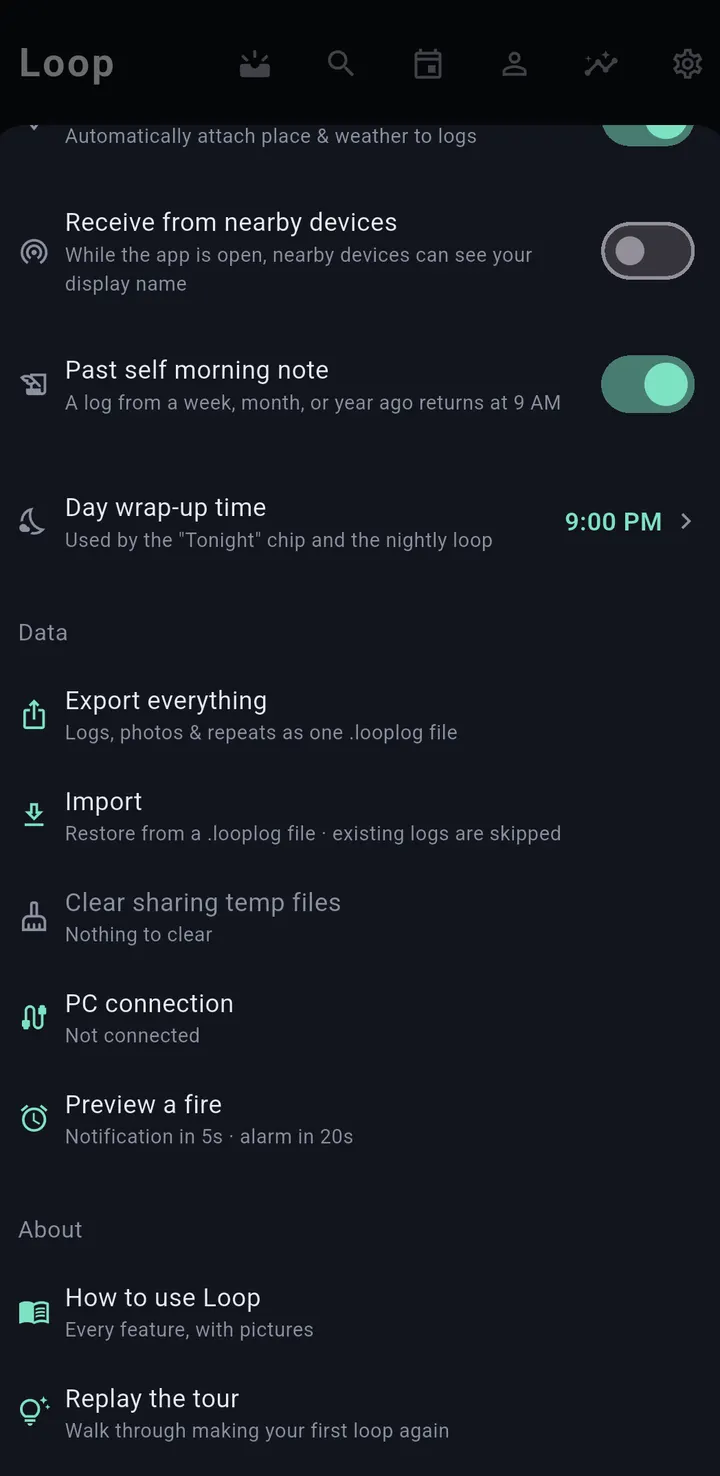 Loop
Automatically attach place & weather to logs
Receive from nearby devices
While the app is open, nearby devices can see your
display name
Past self morning note
A log from a week, month, or year ago returns at 9 AM
Day wrap-up time
Used by the "Tonight" chip and the nightly loop
9:00 PM
Data
Export everything
Logs, photos & repeats as one .looplog file
Import
Restore from a .looplog file · existing logs are skipped
Clear sharing temp files
Nothing to clear
PC connection
Not connected
Preview a fire
Notification in 5s · alarm in 20s
About
How to use Loop
Every feature, with pictures
Replay the tour
Walk through making your first loop again